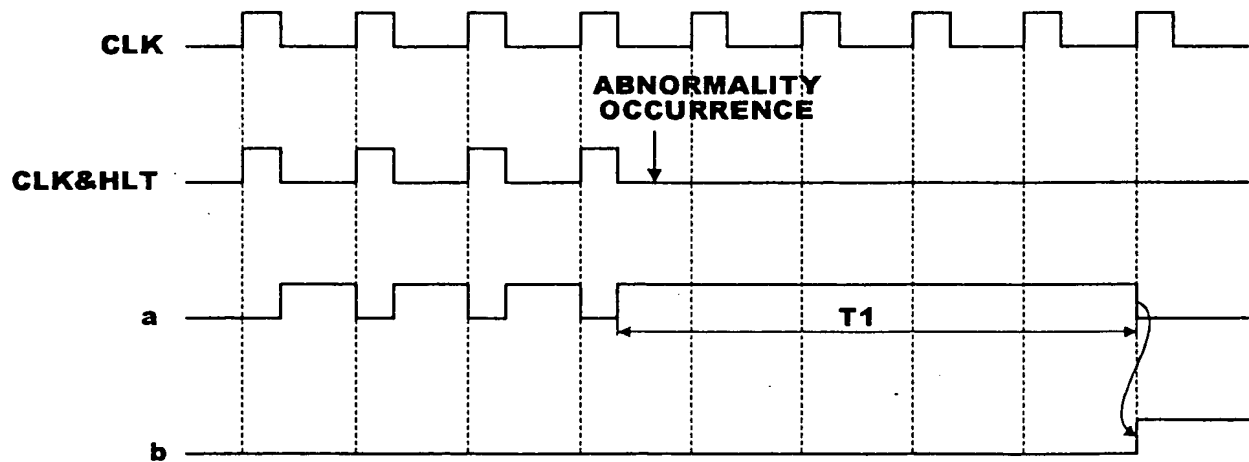 CLK
ABNORMALITY
OCCURRENCE
CLK&HLT
a
T1
b